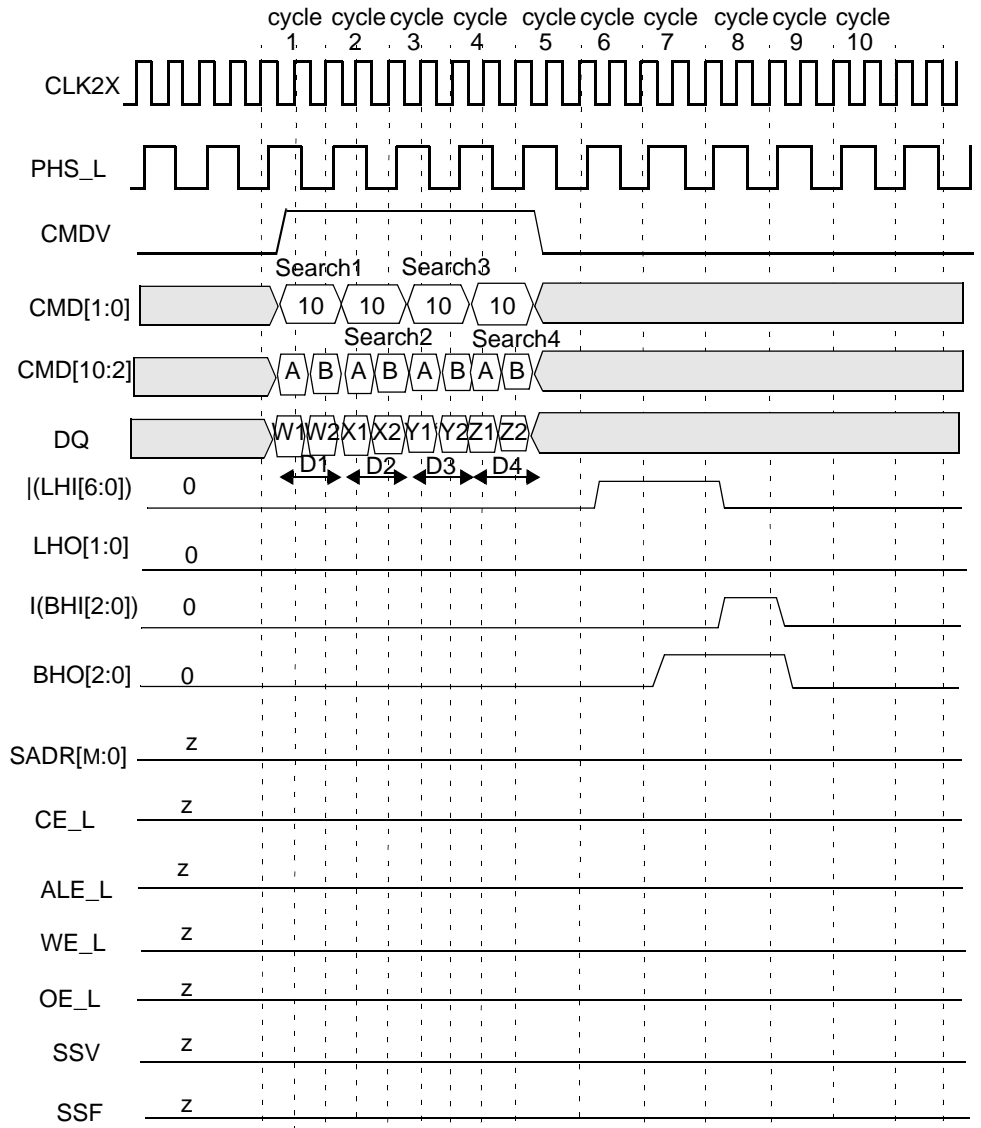 cycle cycle cycle cycle cycle cycle cycle cycle cycle cycle
1 2 3 4 5 6 7 8 9 10
CLK2X
PHS_L
CMDV
Search1 Search3
CMD[1:0] 10 10 10 10
Search2 Search4
CMD[10:2] A B A B A B A B
DQ W1 W2 X1 X2 Y1 Y2 Z1 Z2
D1 D2 D3 D4
|(LHI[6:0]) 0
LHO[1:0] 0
I(BHI[2:0]) 0
BHO[2:0] 0
SADR[M:0] z
CE_L z
ALE_L z
WE_L z
OE_L z
SSV z
SSF z